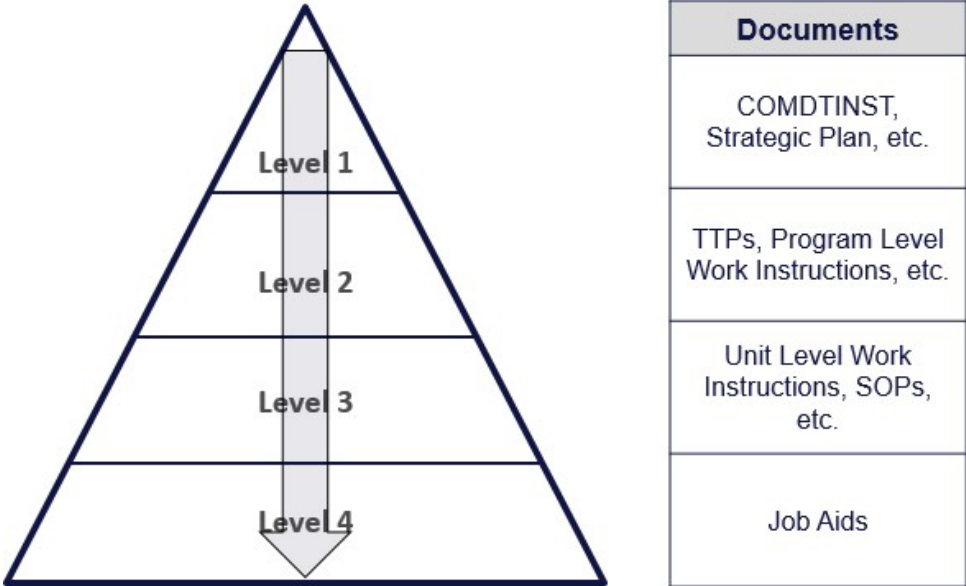 Level 1
Level 2
Level 3
Level 4
Documents
COMDTINST,
Strategic Plan, etc.
TTPs, Program Level
Work Instructions, etc.
Unit Level Work
Instructions, SOPs,
etc.
Job Aids